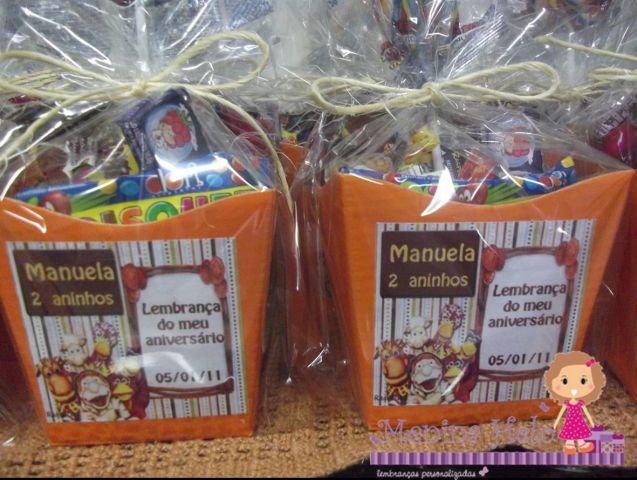 Manuela
2 aninhos
Lembrança
do meu
aniversário
05/01/11
Manuela
2 aninhos
Lembrança
do meu
aniversário
05/01/11
Menina
lembranças personalizadas